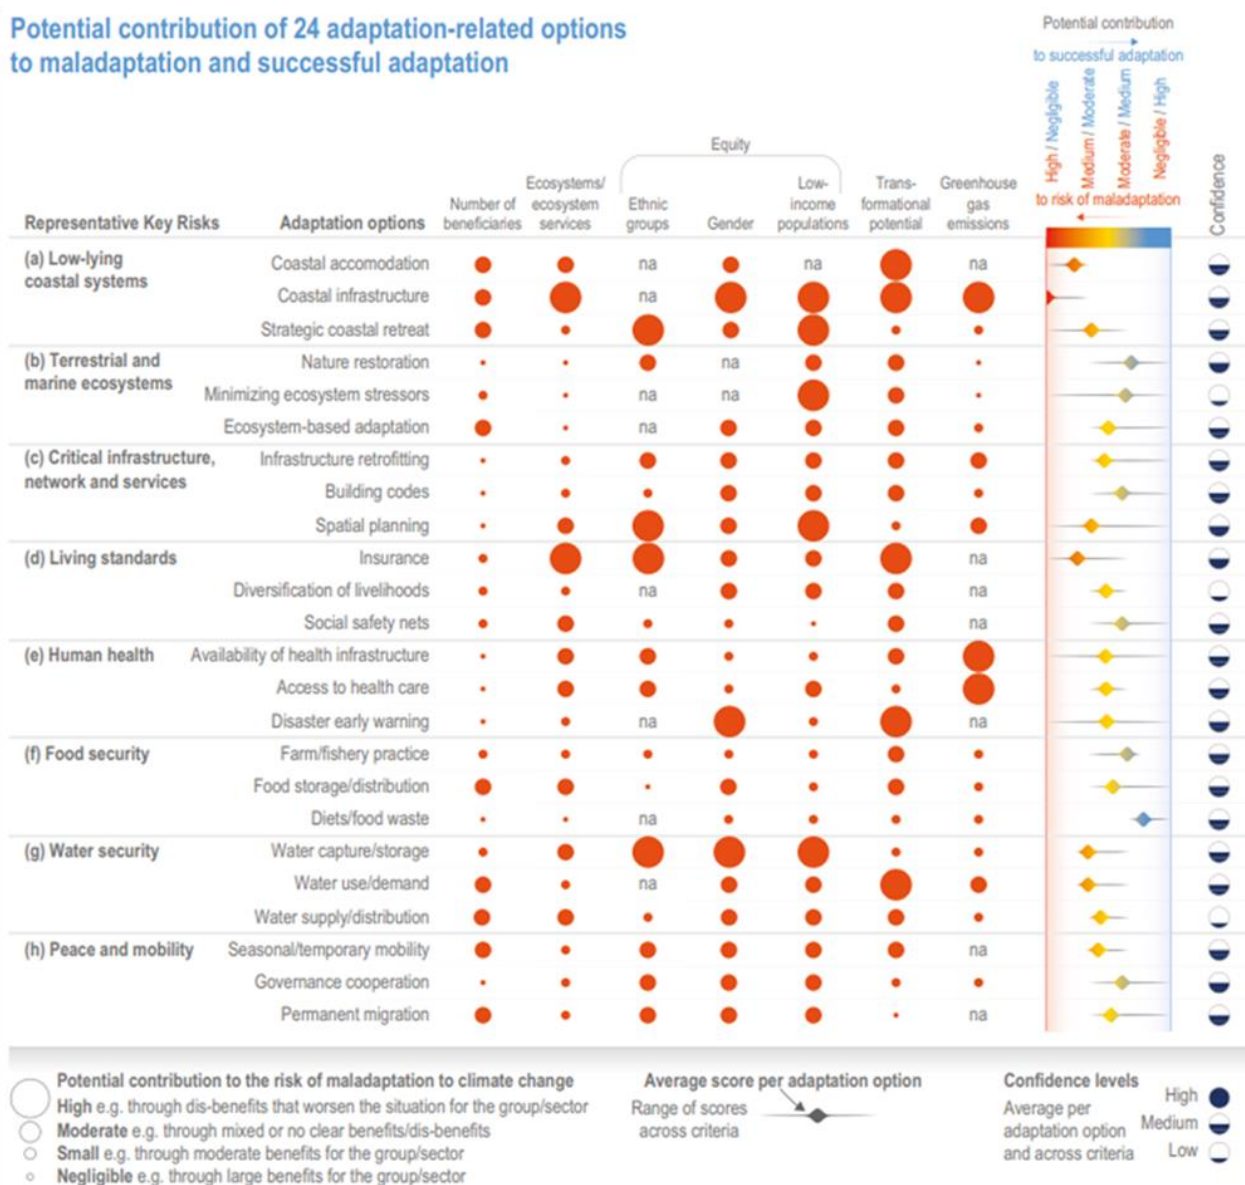 Potential contribution of 24 adaptation-related options
to maladaptation and successful adaptation
Potential contribution
to successful adaptation
High / Negligible
Medium / Moderate
Moderate / Medium
Negligible / High
to risk of maladaptation
Confidence
Equity
Representative Key Risks
Adaptation options
Number of
beneficiaries
Ecosystems/
ecosystem
services
Ethnic
groups
Gender
Low-
income
populations
Trans-
formational
potential
Greenhouse
gas
emissions
(a) Low-lying
coastal systems
Coastal accomodation na na na
Coastal infrastructure na
Strategic coastal retreat
(b) Terrestrial and
marine ecosystems
Nature restoration na
Minimizing ecosystem stressors na na
Ecosystem-based adaptation na
(c) Critical infrastructure,
network and services
Infrastructure retrofitting
Building codes
Spatial planning
(d) Living standards
Insurance na
Diversification of livelihoods na na
Social safety nets na
(e) Human health
Availability of health infrastructure
Access to health care
Disaster early warning na na
(f) Food security
Farm/fishery practice
Food storage/distribution
Diets/food waste na
(g) Water security
Water capture/storage
Water use/demand na
Water supply/distribution
(h) Peace and mobility
Seasonal/temporary mobility na
Governance cooperation
Permanent migration na
Potential contribution to the risk of maladaptation to climate change
High e.g. through dis-benefits that worsen the situation for the group/sector
Moderate e.g. through mixed or no clear benefits/dis-benefits
Small e.g. through moderate benefits for the group/sector
Negligible e.g. through large benefits for the group/sector
Average score per adaptation option
Range of scores
across criteria
Confidence levels
Average per
adaptation option
and across criteria
High
Medium
Low